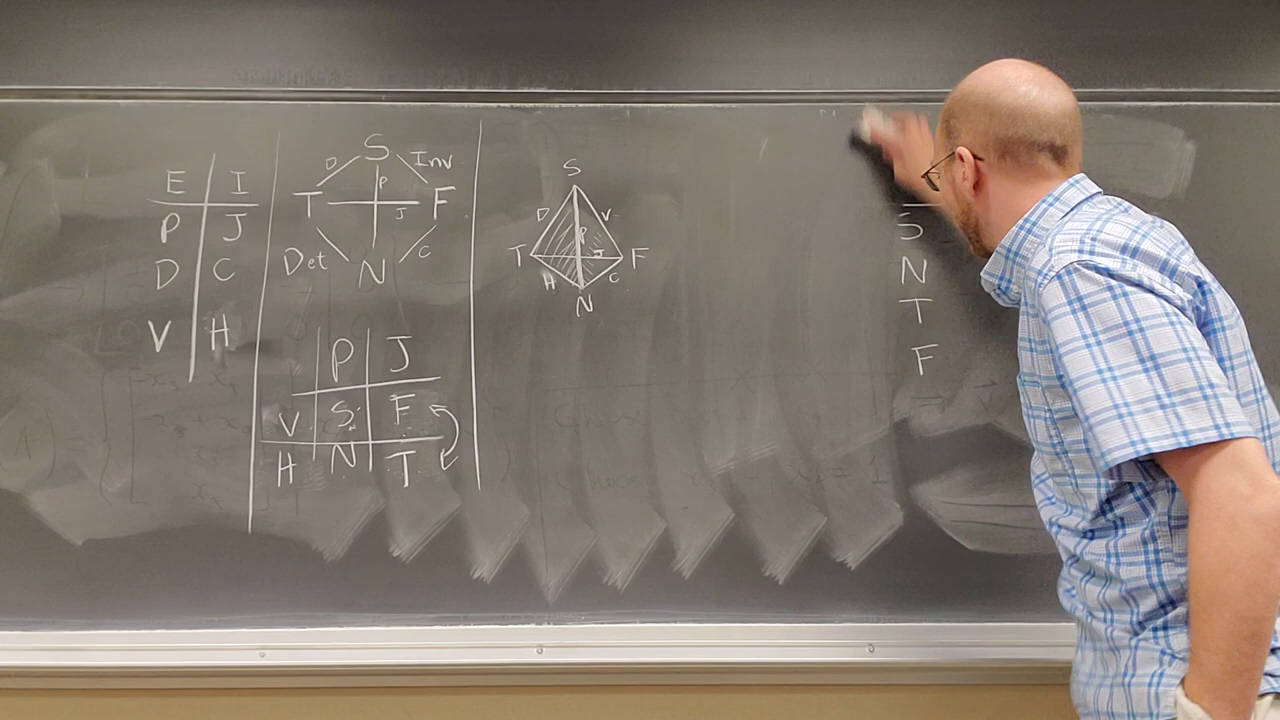 E I
P J
D C
V H
S
D Inv
P
T J F
Det C
N
P J
V S F
H N T
S
D V
P
T J F
H C
N
S
N
T
F